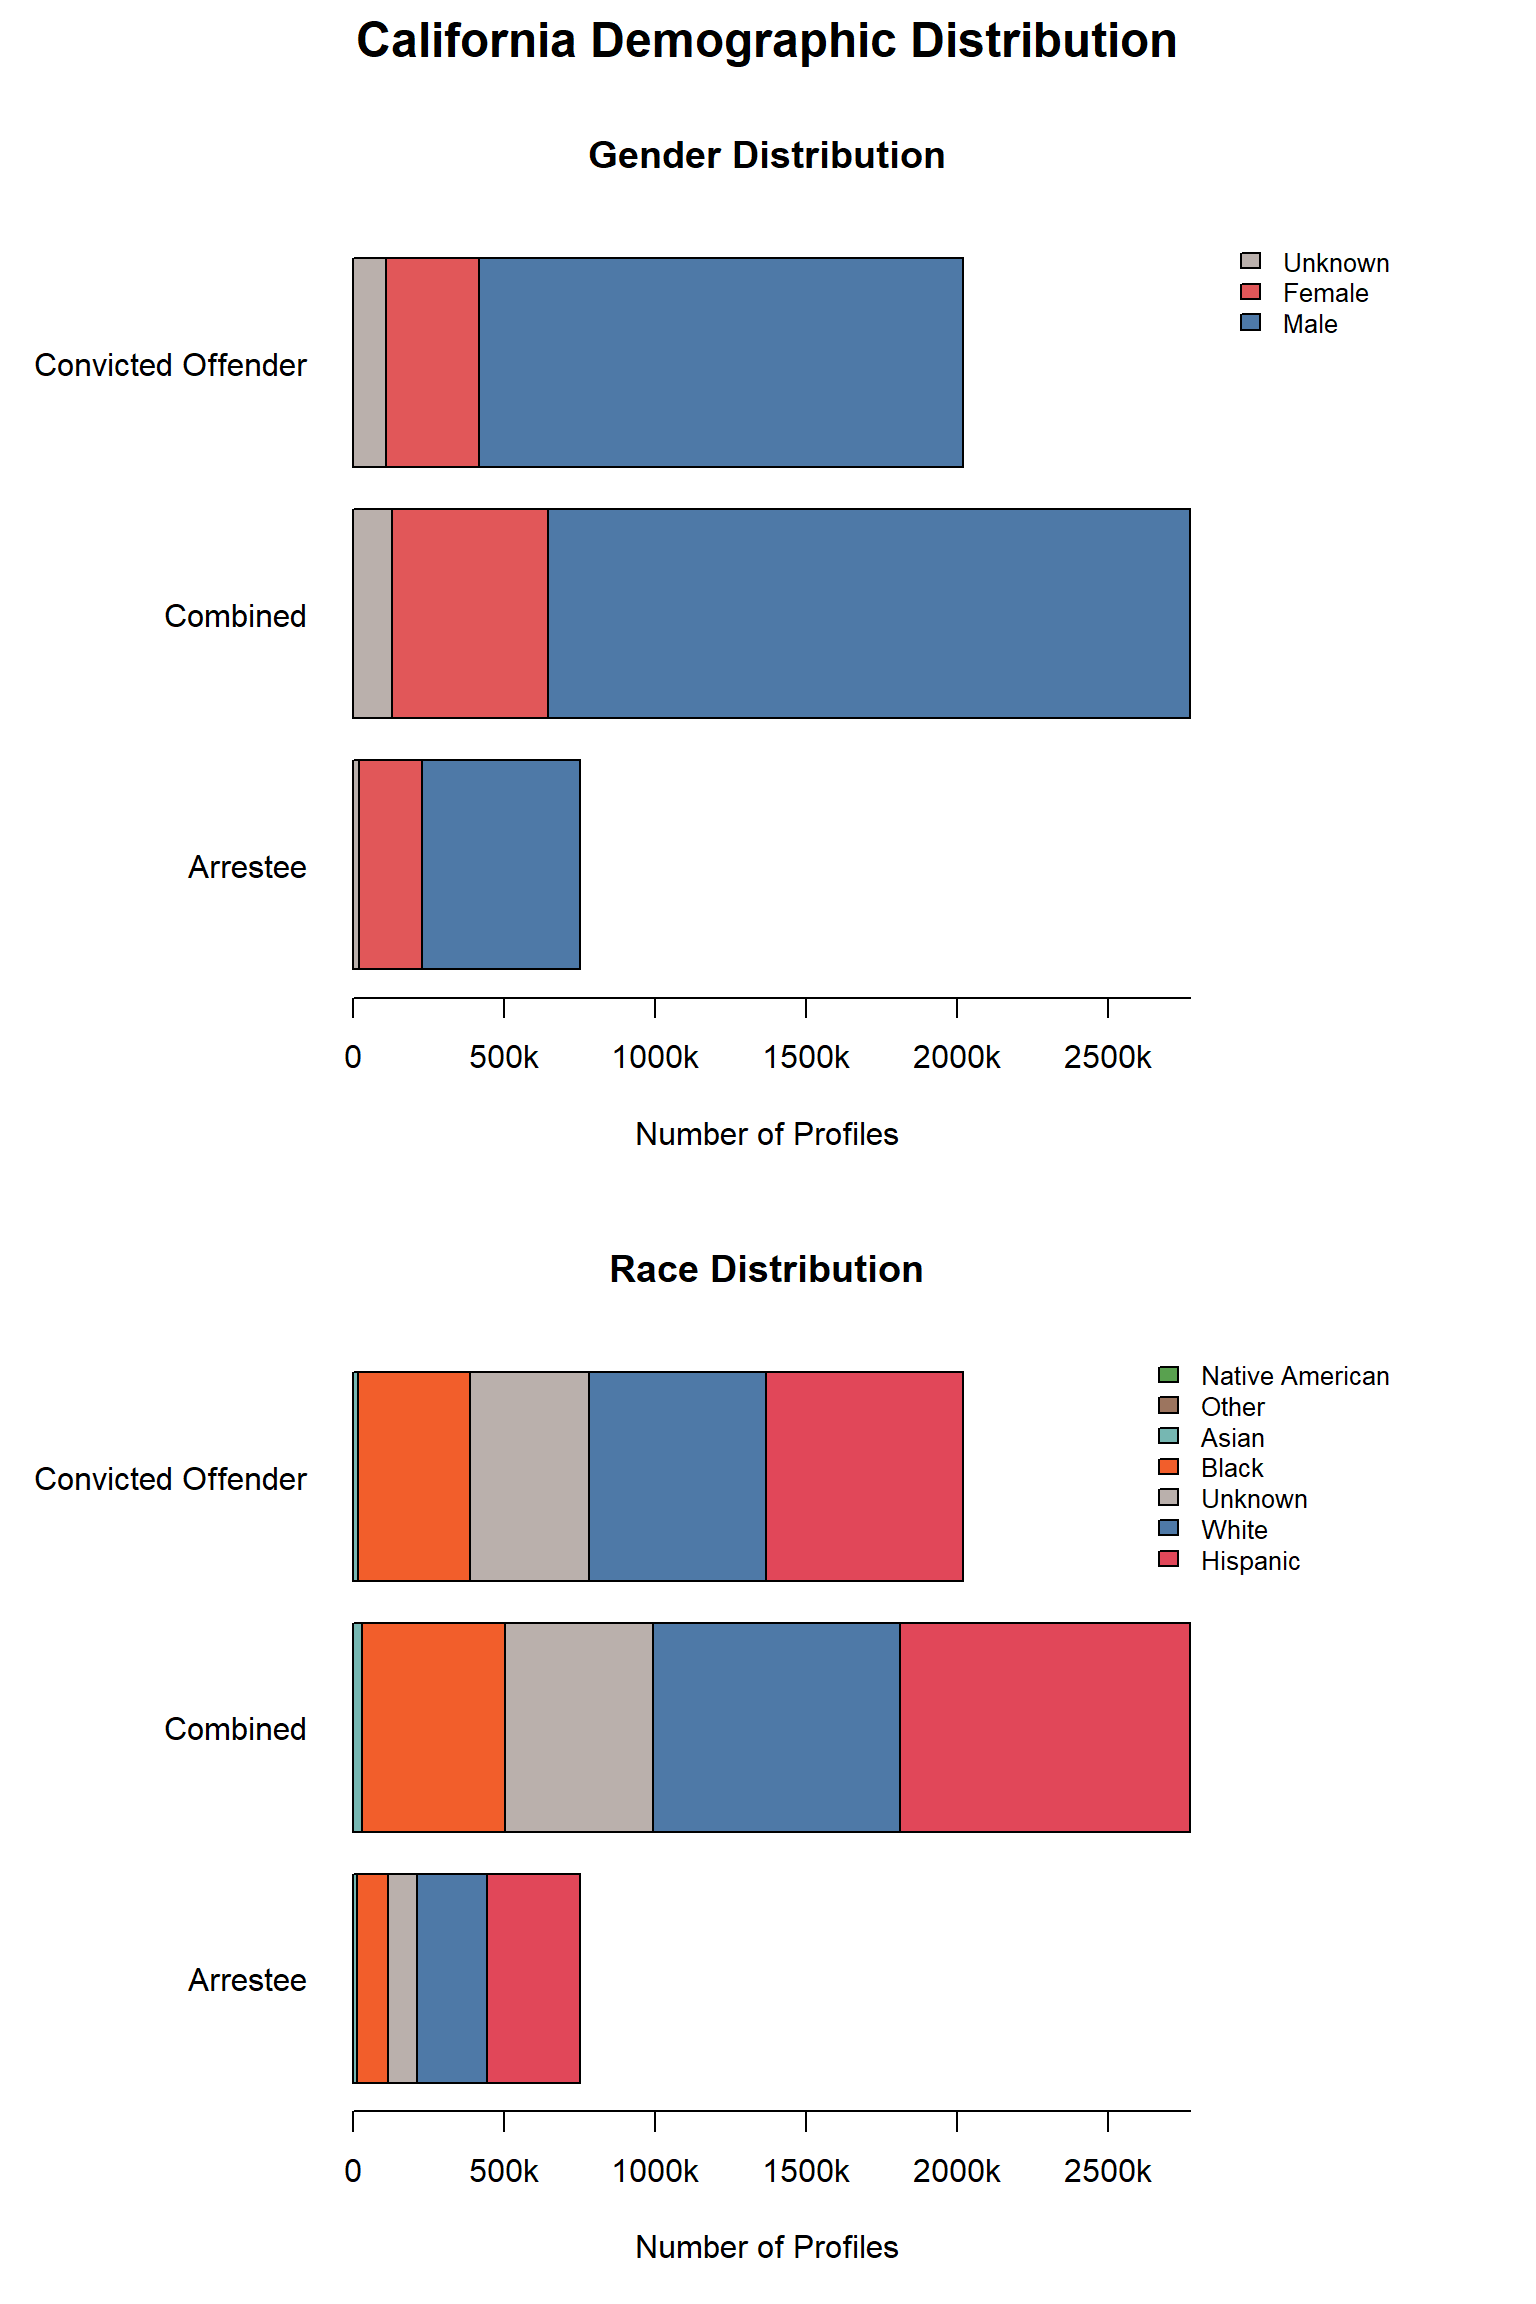 California Demographic Distribution
Gender Distribution
Unknown
Female
Male
Convicted Offender
Combined
Arrestee
0 500k 1000k 1500k 2000k 2500k
Number of Profiles
Race Distribution
Native American
Other
Asian
Black
Unknown
White
Hispanic
Convicted Offender
Combined
Arrestee
0 500k 1000k 1500k 2000k 2500k
Number of Profiles